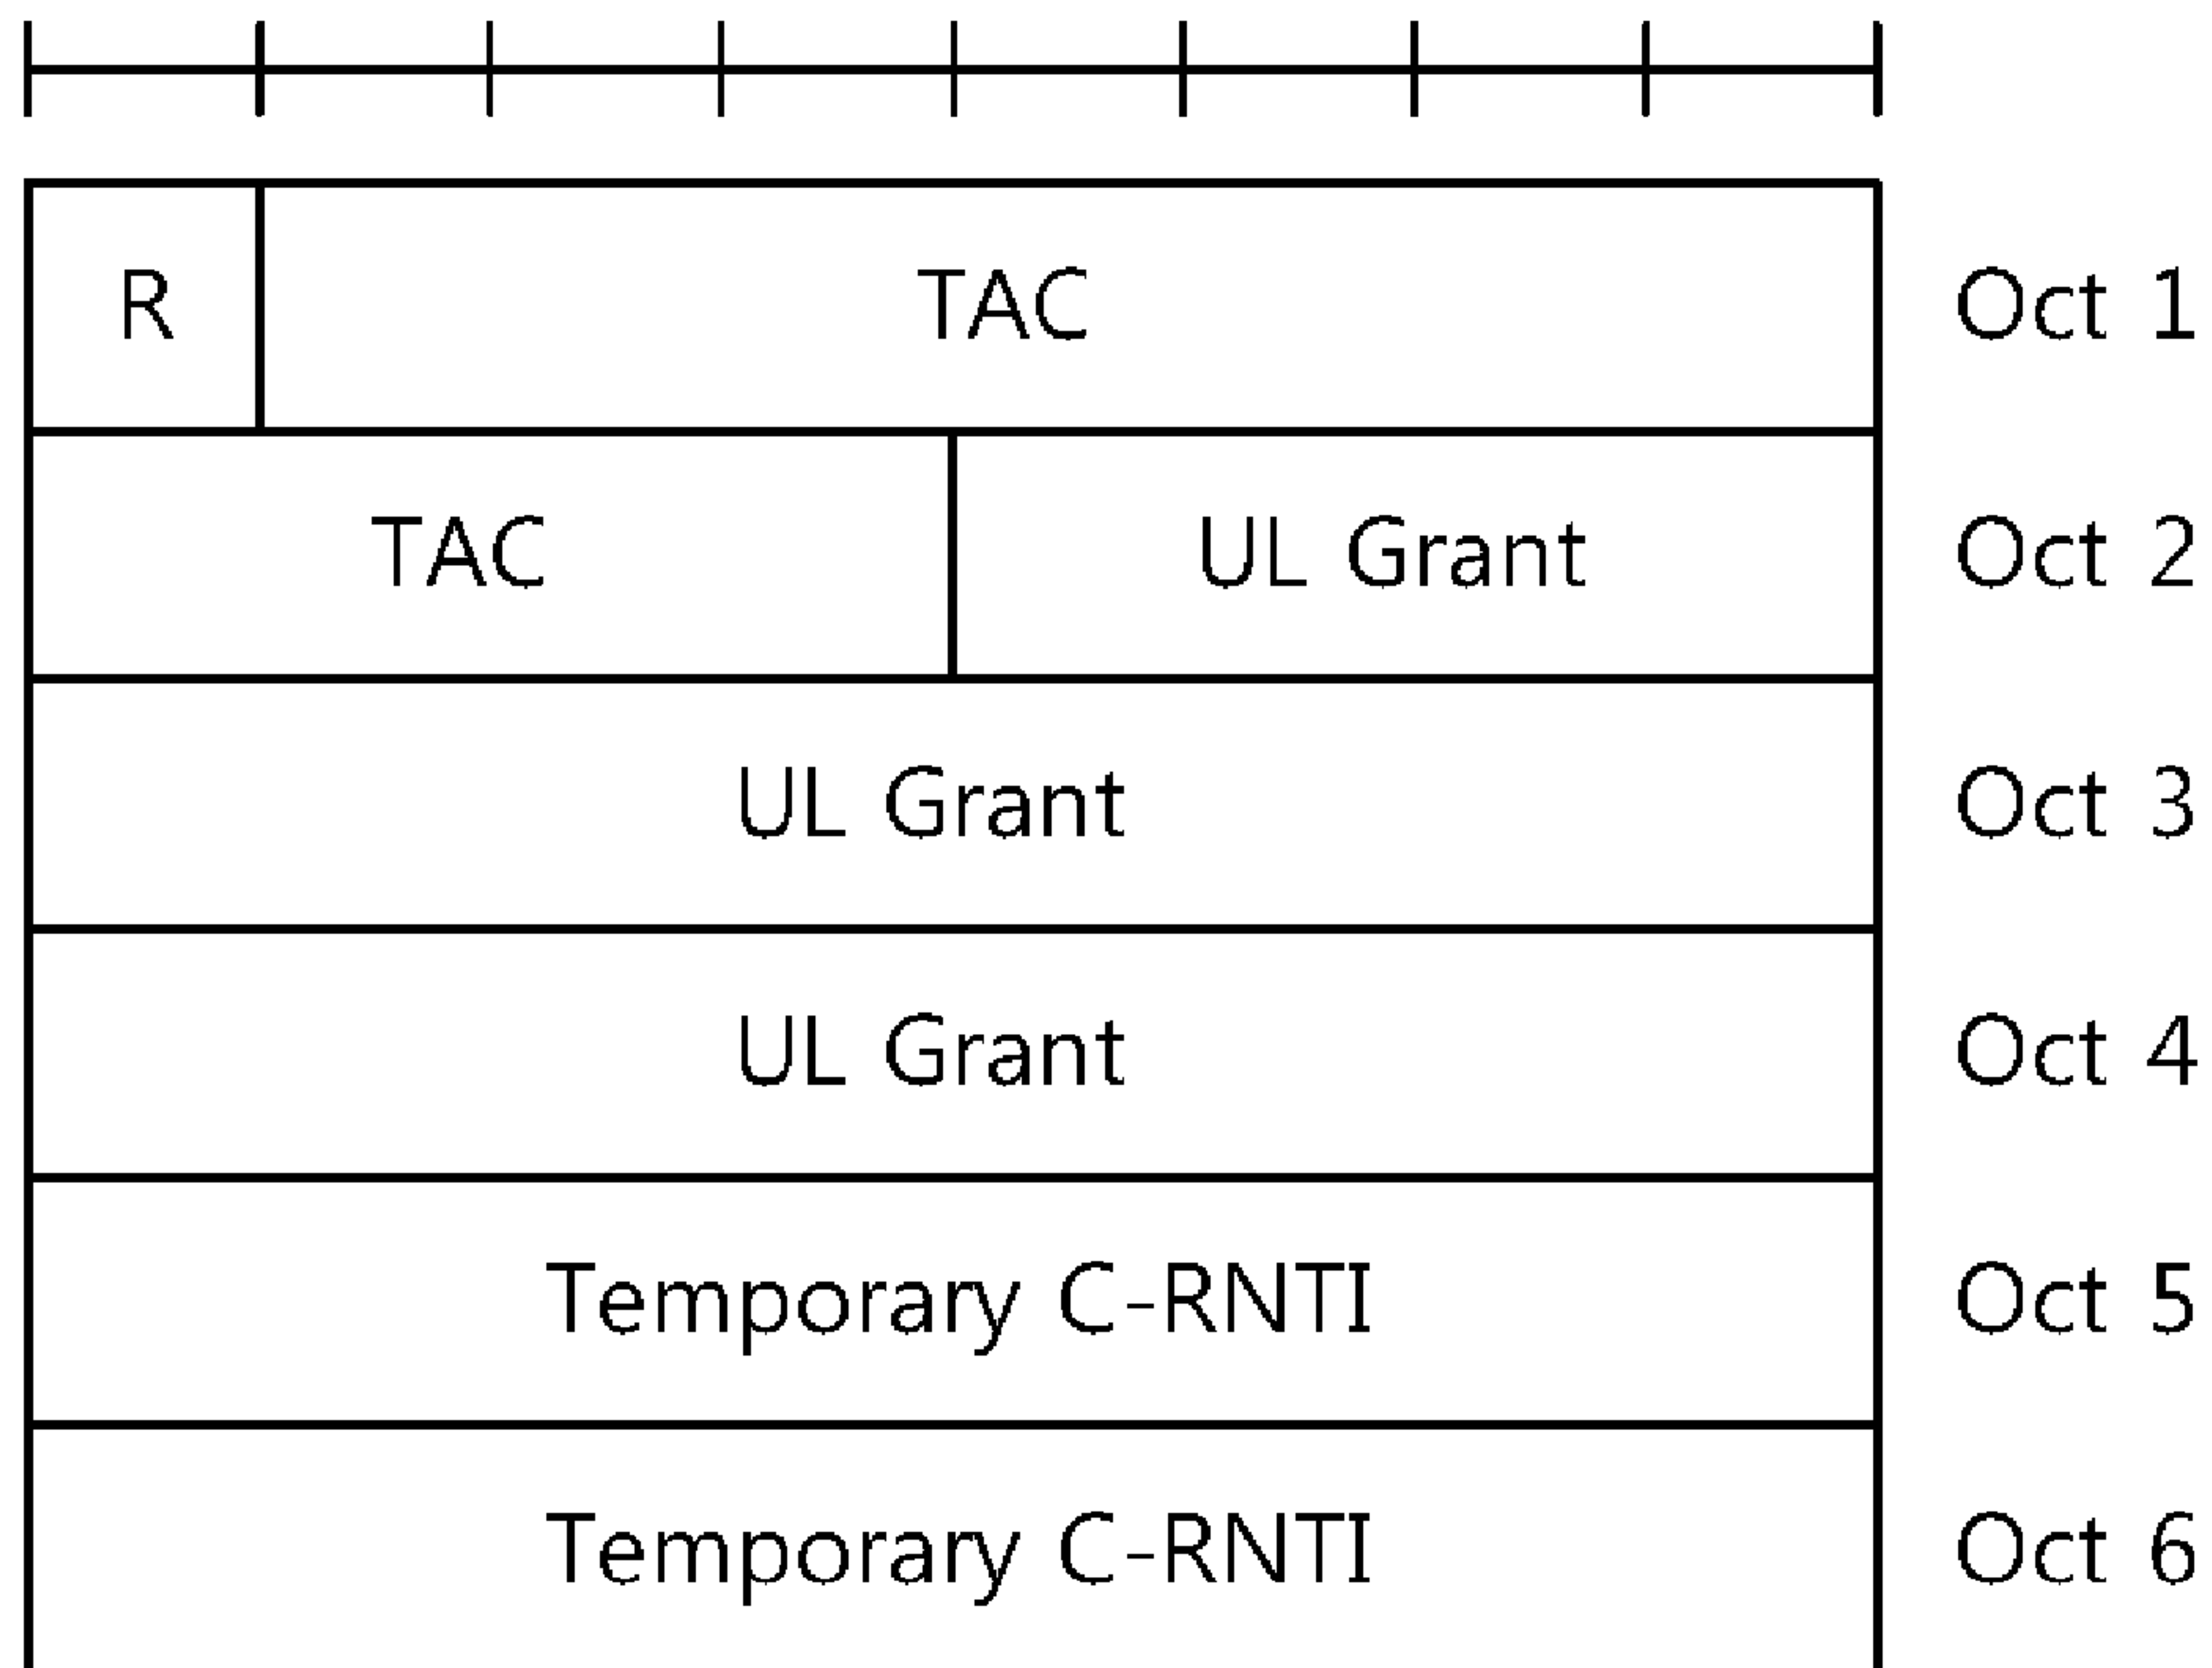 R TAC Oct 1
TAC UL Grant Oct 2
UL Grant Oct 3
UL Grant Oct 4
Temporary C-RNTI Oct 5
Temporary C-RNTI Oct 6